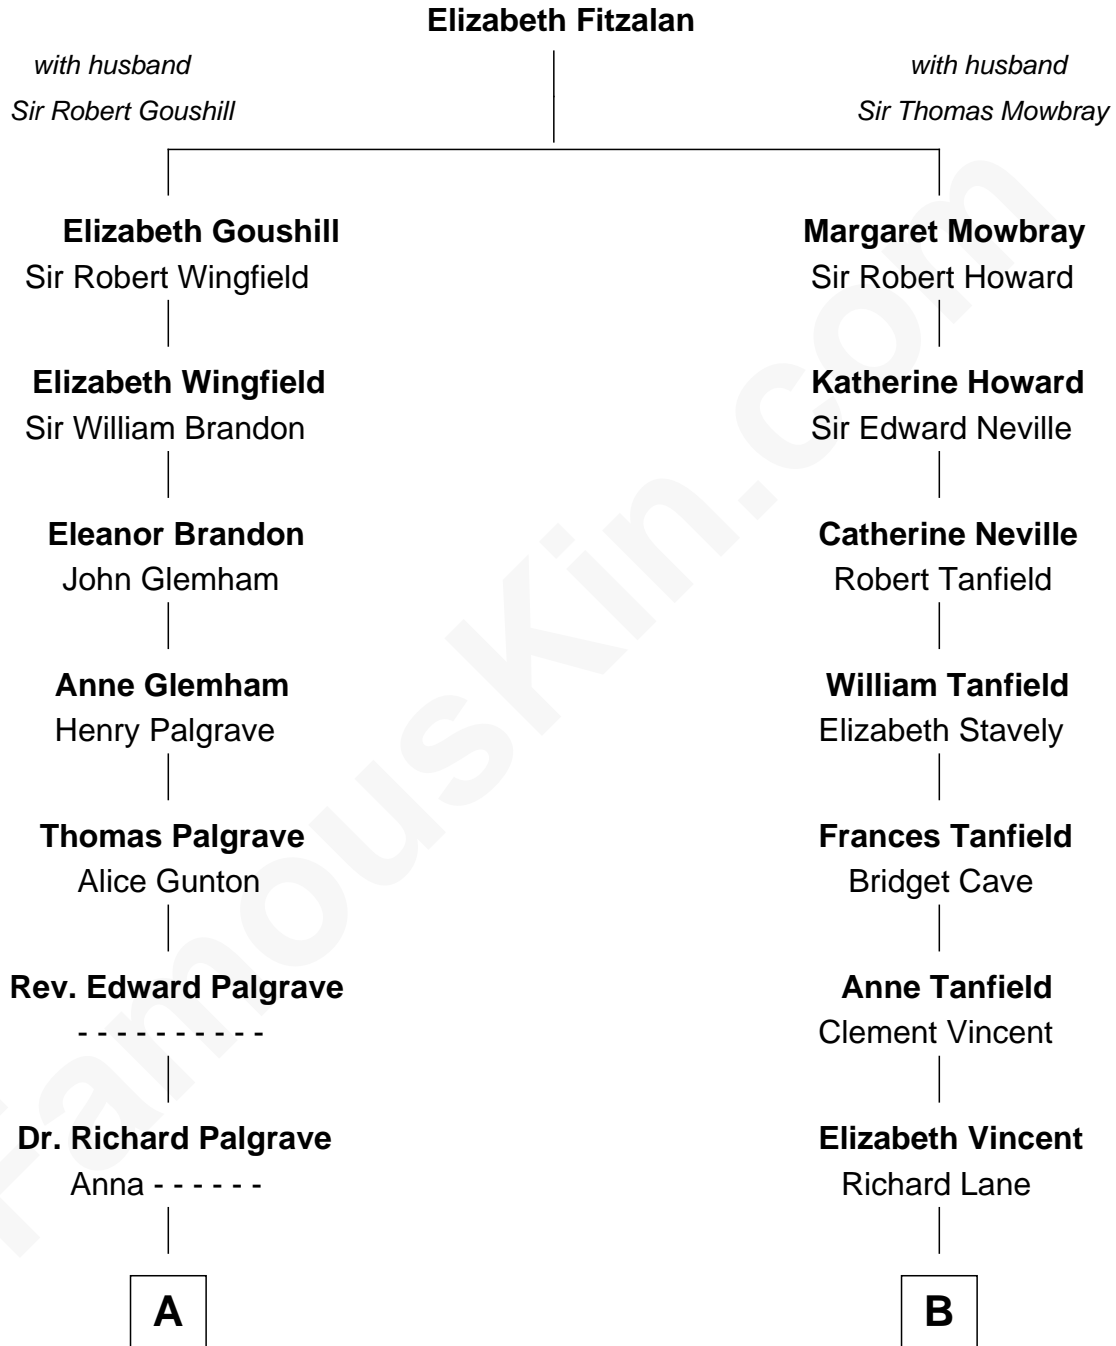 Elizabeth Fitzalan
with husband
Sir Robert Goushill
with husband
Sir Thomas Mowbray
Elizabeth Goushill
Sir Robert Wingfield
Margaret Mowbray
Sir Robert Howard
Elizabeth Wingfield
Sir William Brandon
Katherine Howard
Sir Edward Neville
Eleanor Brandon
John Glemham
Catherine Neville
Robert Tanfield
Anne Glemham
Henry Palgrave
William Tanfield
Elizabeth Stavely
Thomas Palgrave
Alice Gunton
Frances Tanfield
Bridget Cave
Rev. Edward Palgrave
- - - - - - - - - -
Anne Tanfield
Clement Vincent
Dr. Richard Palgrave
Anna - - - - - -
Elizabeth Vincent
Richard Lane
A
B
FamousKin.com